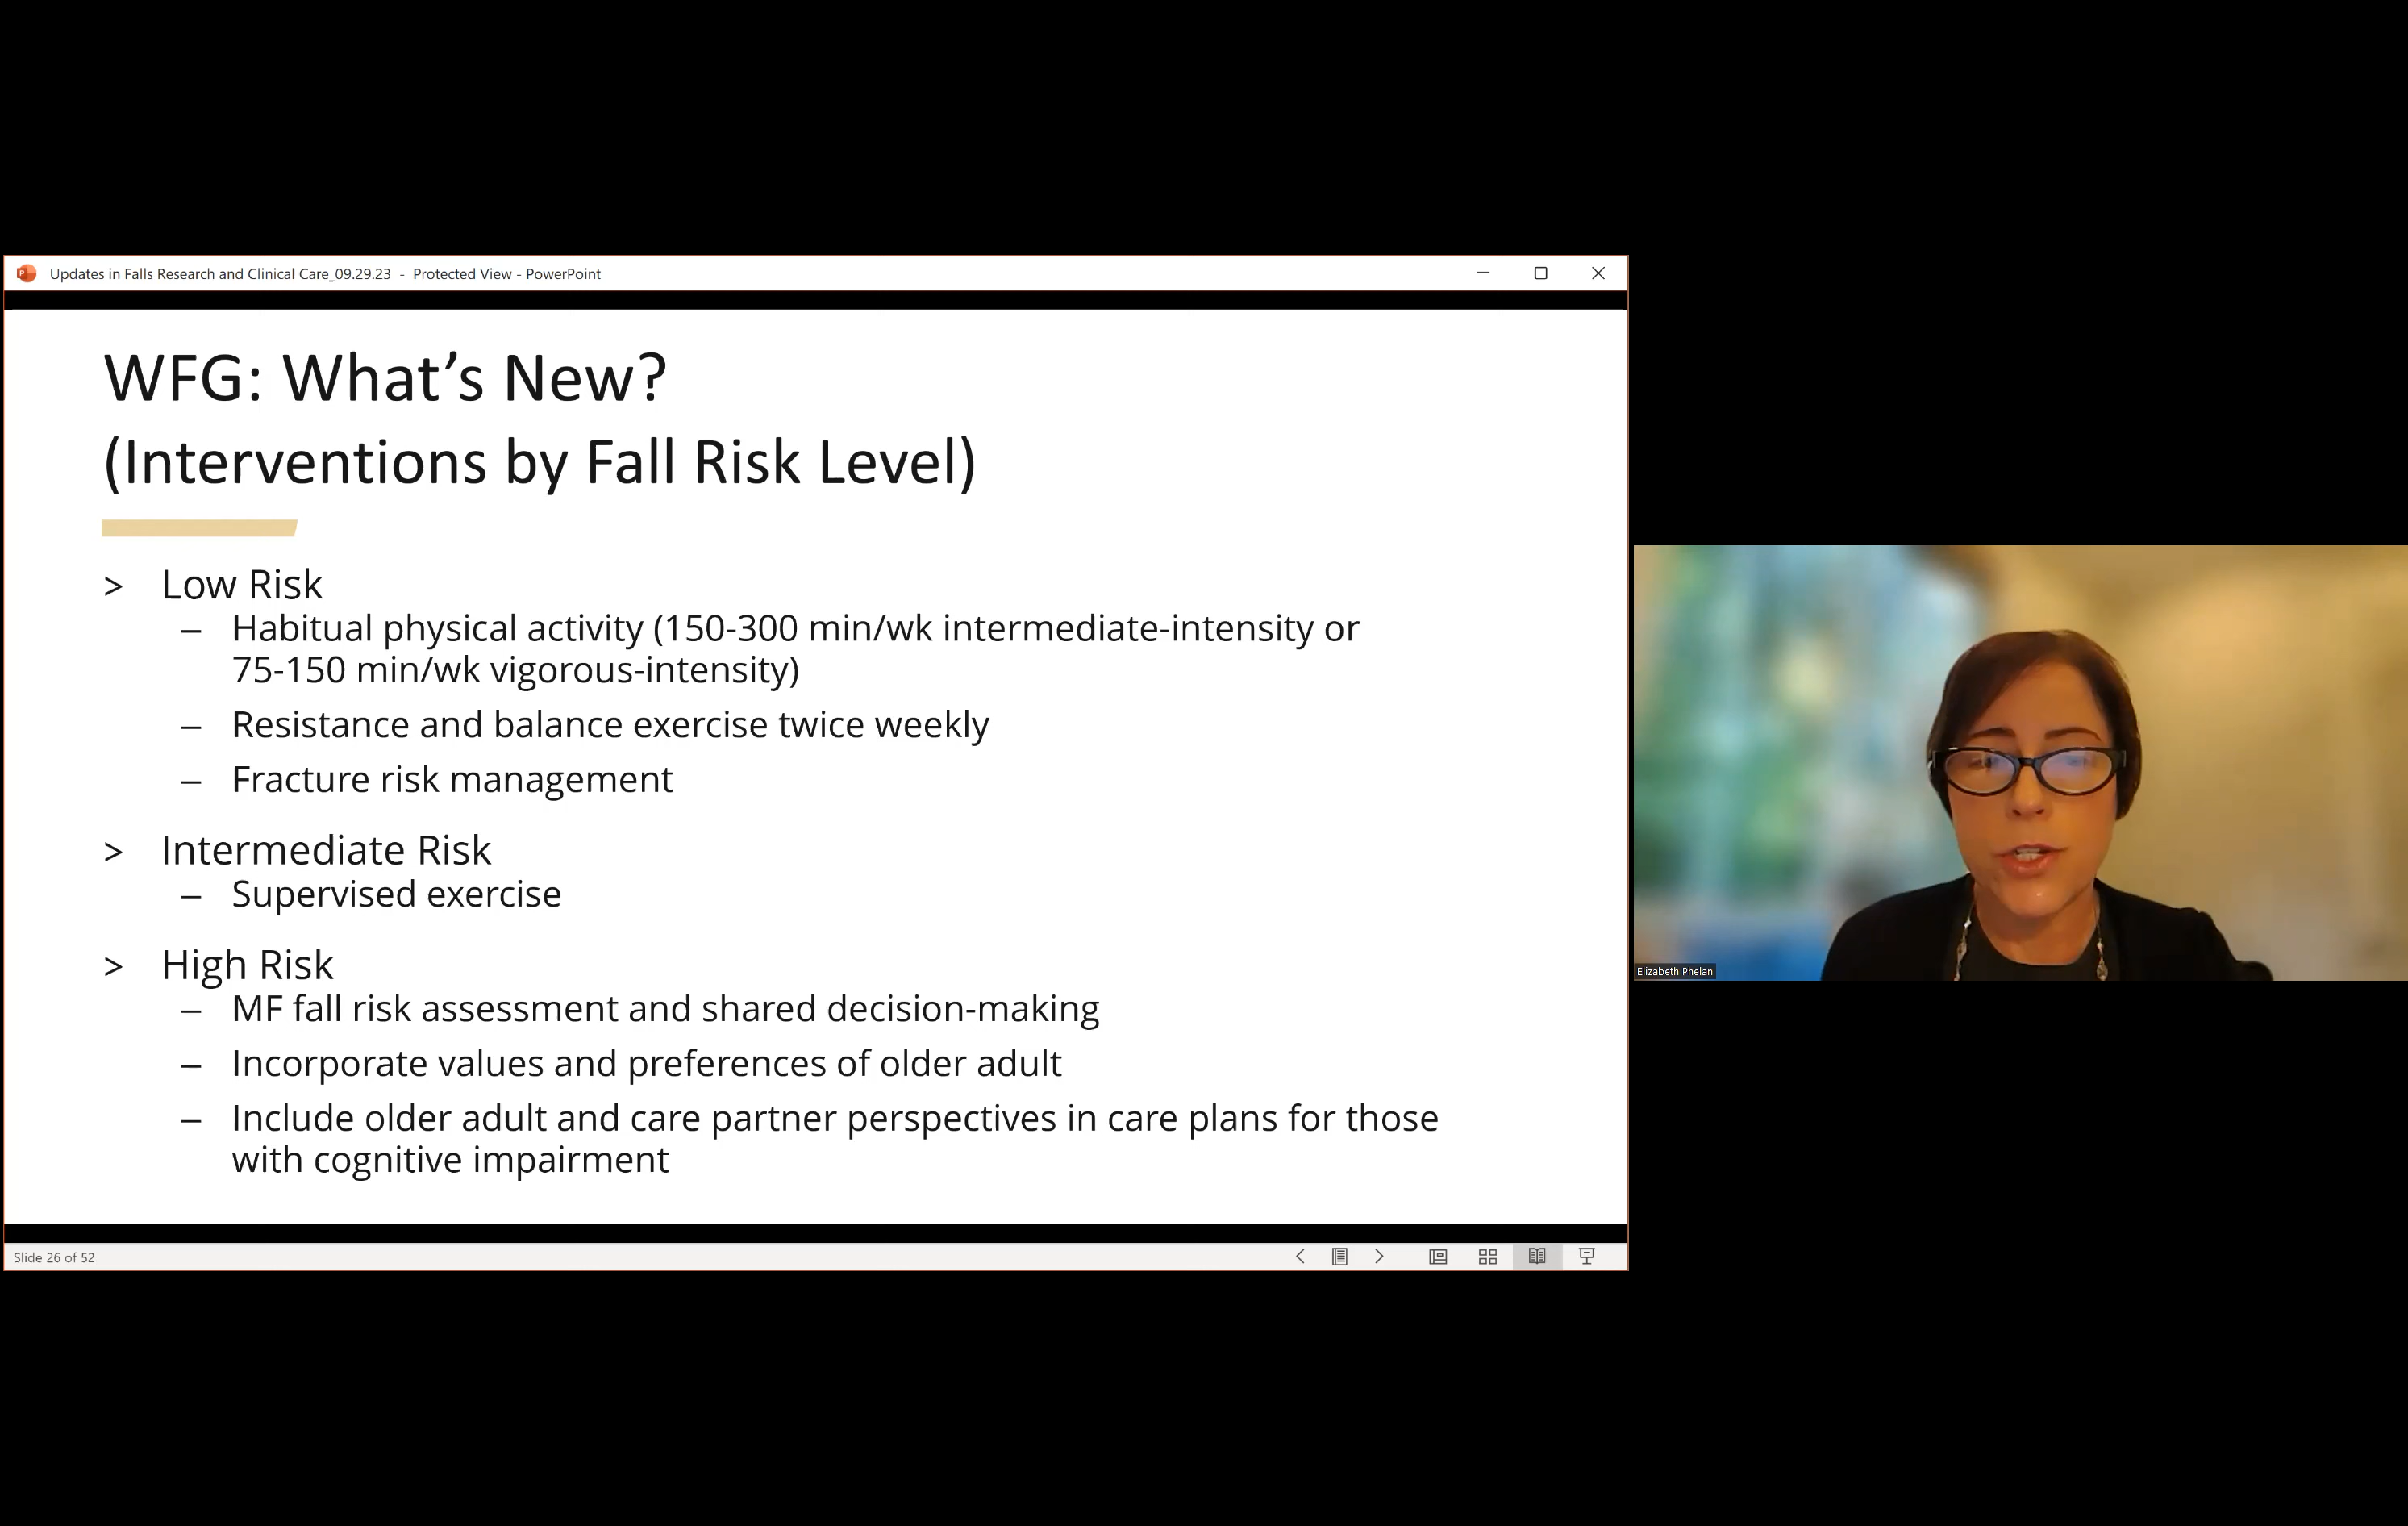 Updates in Falls Research and Clinical Care_09.29.23 - Protected View - PowerPoint
WFG: What’s New?
(Interventions by Fall Risk Level)
> Low Risk
– Habitual physical activity (150-300 min/wk intermediate-intensity or
75-150 min/wk vigorous-intensity)
– Resistance and balance exercise twice weekly
– Fracture risk management
> Intermediate Risk
– Supervised exercise
> High Risk
– MF fall risk assessment and shared decision-making
– Incorporate values and preferences of older adult
– Include older adult and care partner perspectives in care plans for those
with cognitive impairment
Slide 26 of 52
Elizabeth Phelan